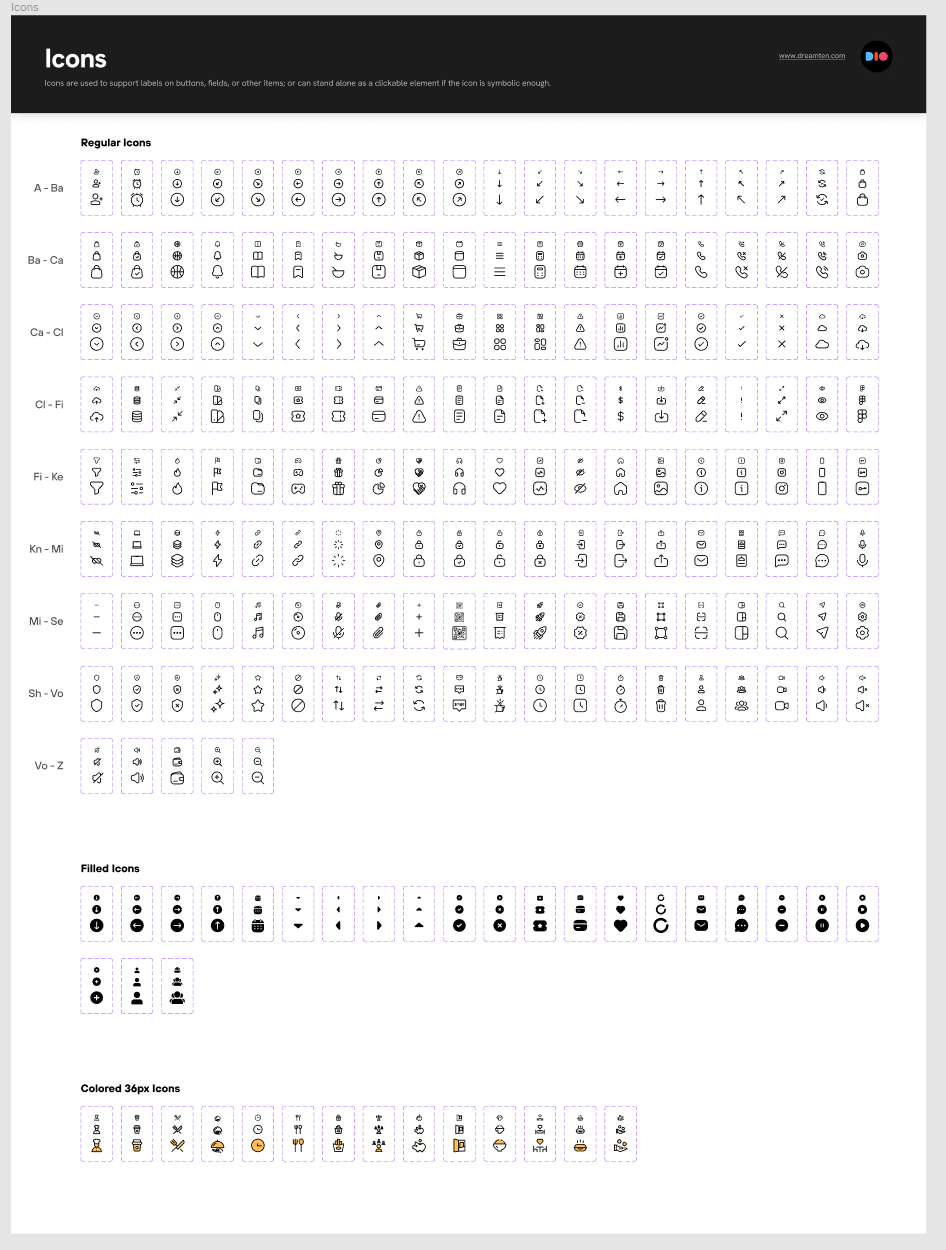 Icons
Icons
www.dreamten.com
Icons are used to support labels on buttons, fields, or other items; or can stand alone as a clickable element if the icon is symbolic enough.
Regular Icons
A - Ba
Ba - Ca
Ca - Cl
Cl - Fi
Fi - Ke
Kn - Mi
Mi - Se
Sh - Vo
Vo - Z
Filled Icons
Colored 36px Icons